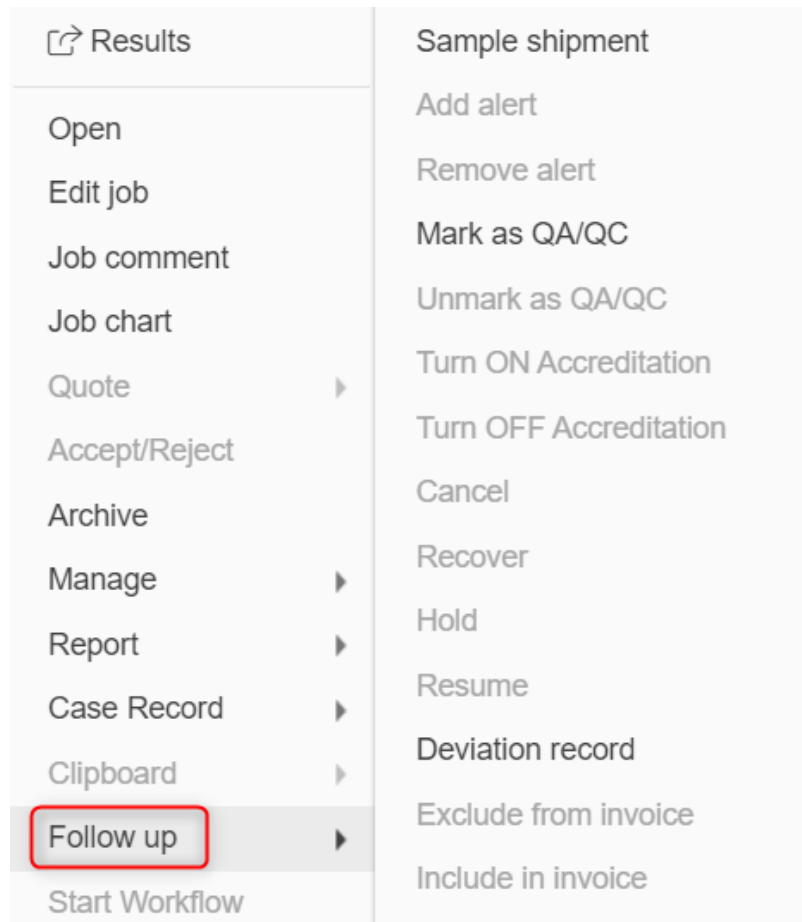 Results
Open
Edit job
Job comment
Job chart
Quote
Accept/Reject
Archive
Manage
Report
Case Record
Clipboard
Follow up
Start Workflow
Sample shipment
Add alert
Remove alert
Mark as QA/QC
Unmark as QA/QC
Turn ON Accreditation
Turn OFF Accreditation
Cancel
Recover
Hold
Resume
Deviation record
Exclude from invoice
Include in invoice